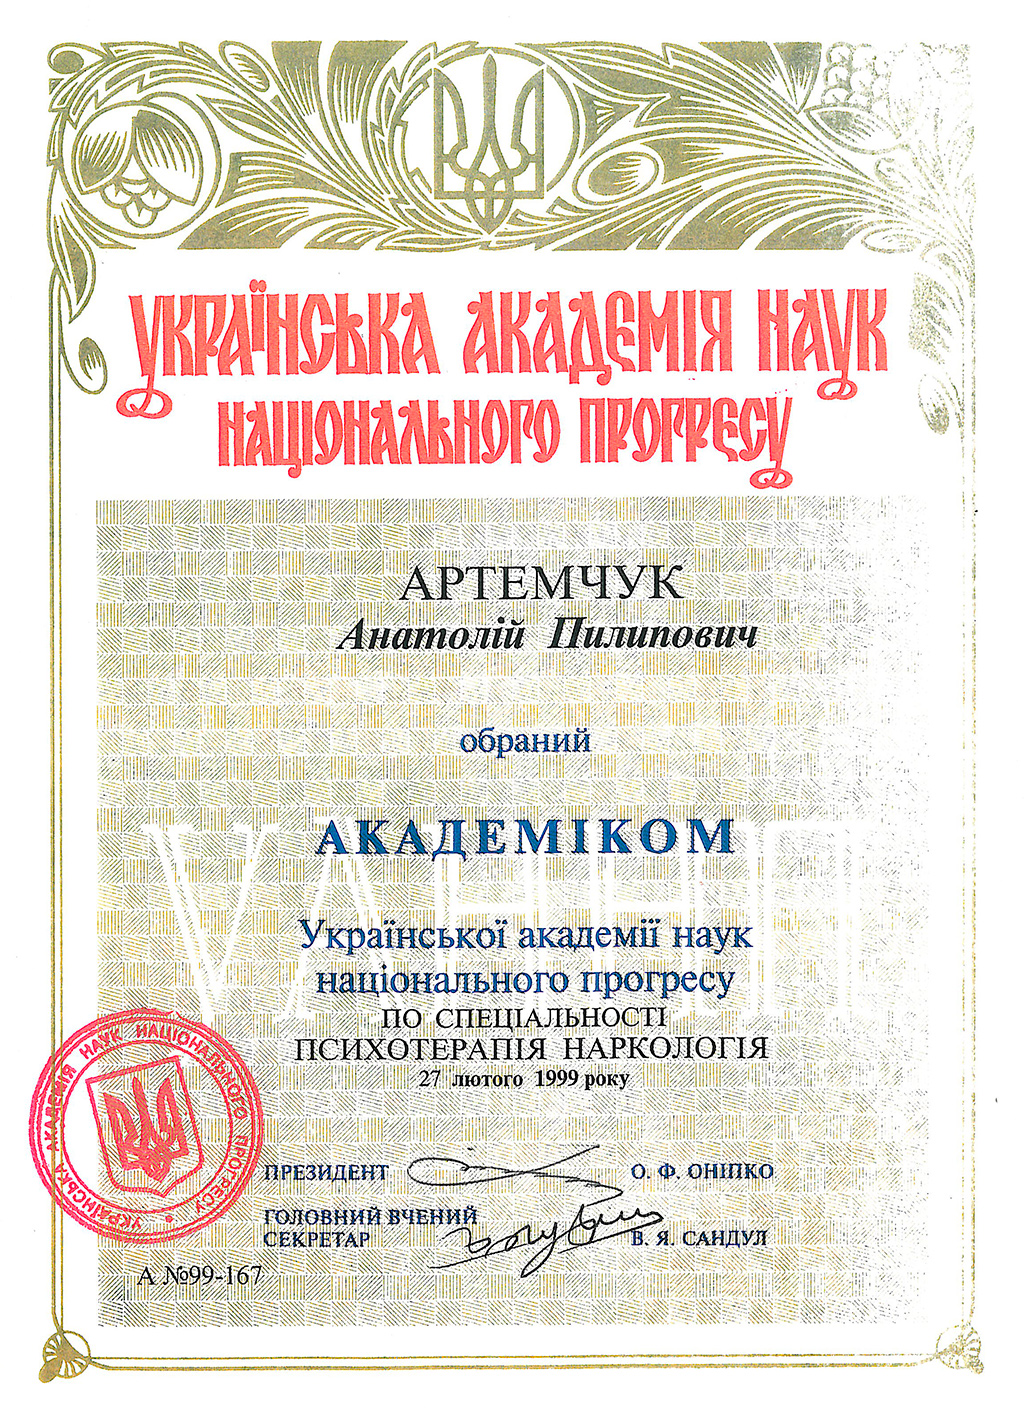 УКРАЇНСЬКА АКАДЕМІЯ НАУК
НАЦІОНАЛЬНОГО ПРОГРЕСУ
АРТЕМЧУК
Анатолій Пилипович
обраний
АКАДЕМІКОМ
УАННП
Української академії наук
національного прогресу
ПО СПЕЦІАЛЬНОСТІ
ПСИХОТЕРАПІЯ НАРКОЛОГІЯ
27 лютого 1999 року
УКРАЇНСЬКА АКАДЕМІЯ НАУК НАЦІОНАЛЬНОГО ПРОГРЕСУ
ПРЕЗИДЕНТ О. Ф. ОНІПКО
ГОЛОВНИЙ ВЧЕНИЙ
СЕКРЕТАР В. Я. САНДУЛ
А №99-167